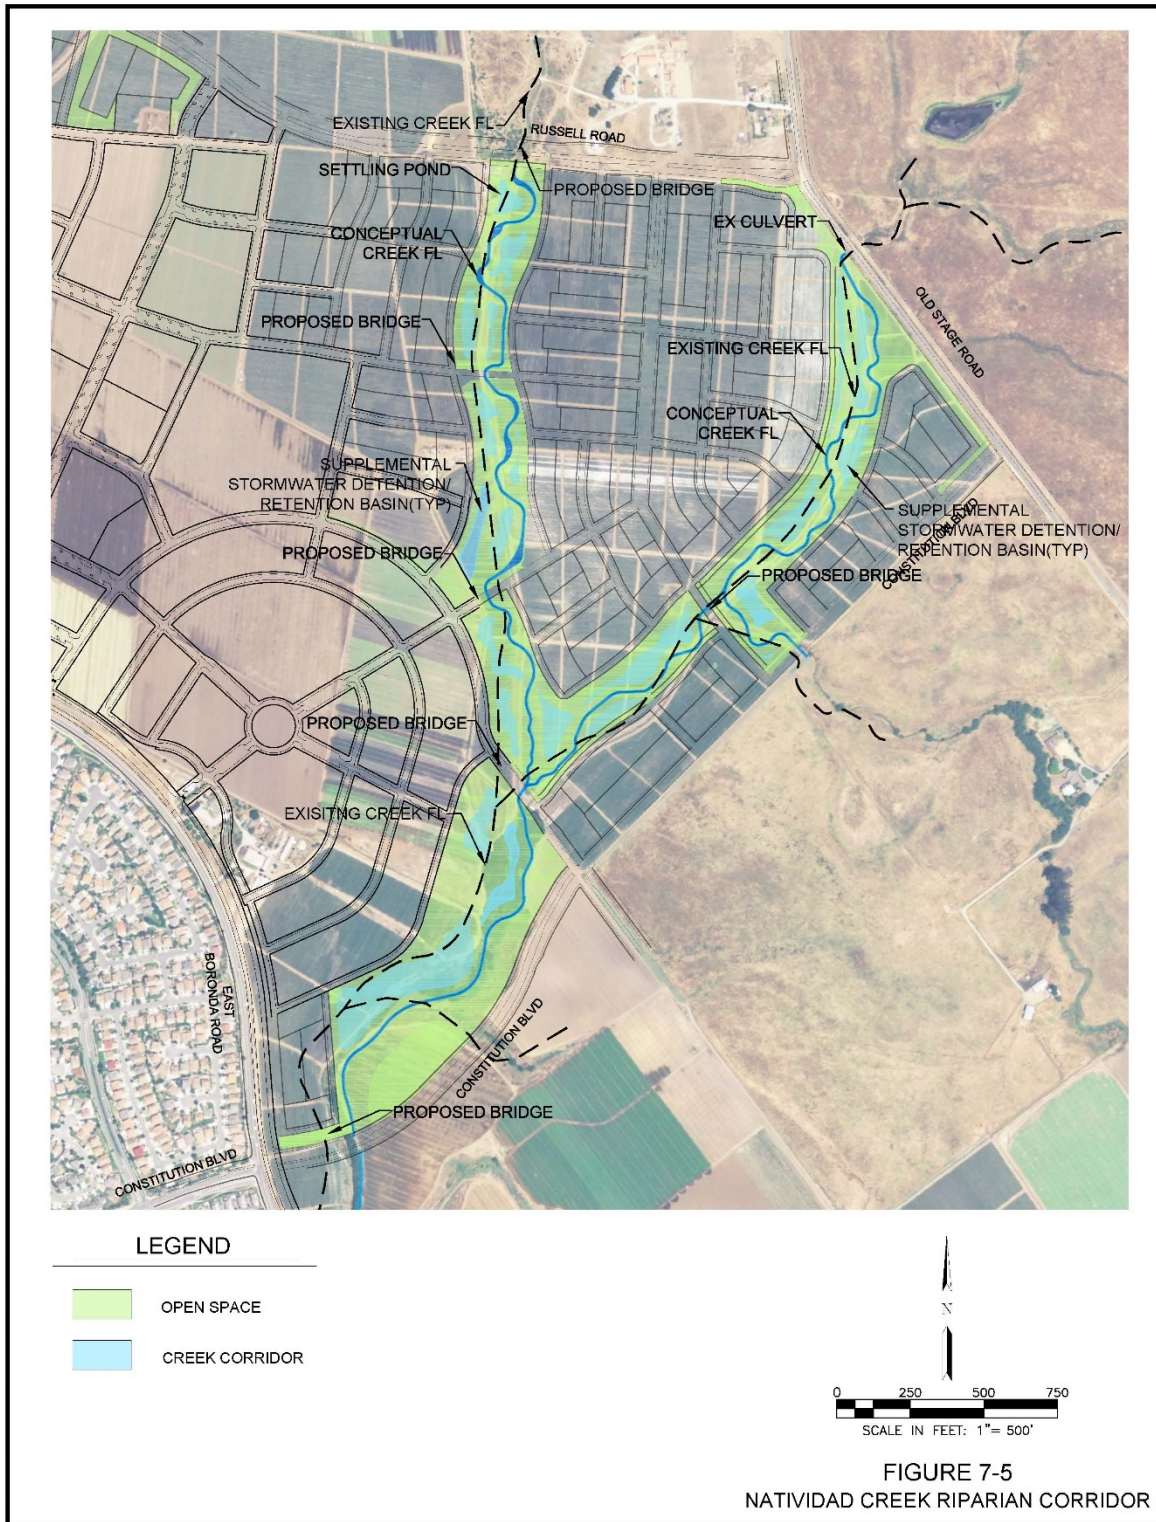 EXISTING CREEK FL
RUSSELL ROAD
SETTLING POND
PROPOSED BRIDGE
EX CULVERT
CONCEPTUAL
CREEK FL
OLD STAGE ROAD
PROPOSED BRIDGE
EXISTING CREEK FL
CONCEPTUAL
CREEK FL
SUPPLEMENTAL
STORMWATER DETENTION/
RETENTION BASIN(TYP)
SUPPLEMENTAL
STORMWATER DETENTION/
RETENTION BASIN(TYP)
CONSTITUTION BLVD
PROPOSED BRIDGE
PROPOSED BRIDGE
PROPOSED BRIDGE
EXISITNG CREEK FL
EAST
BORONDA ROAD
CONSTITUTION BLVD
PROPOSED BRIDGE
CONSTITUTION BLVD
LEGEND
OPEN SPACE
CREEK CORRIDOR
N
0 250 500 750
SCALE IN FEET: 1"= 500'
FIGURE 7-5
NATIVIDAD CREEK RIPARIAN CORRIDOR